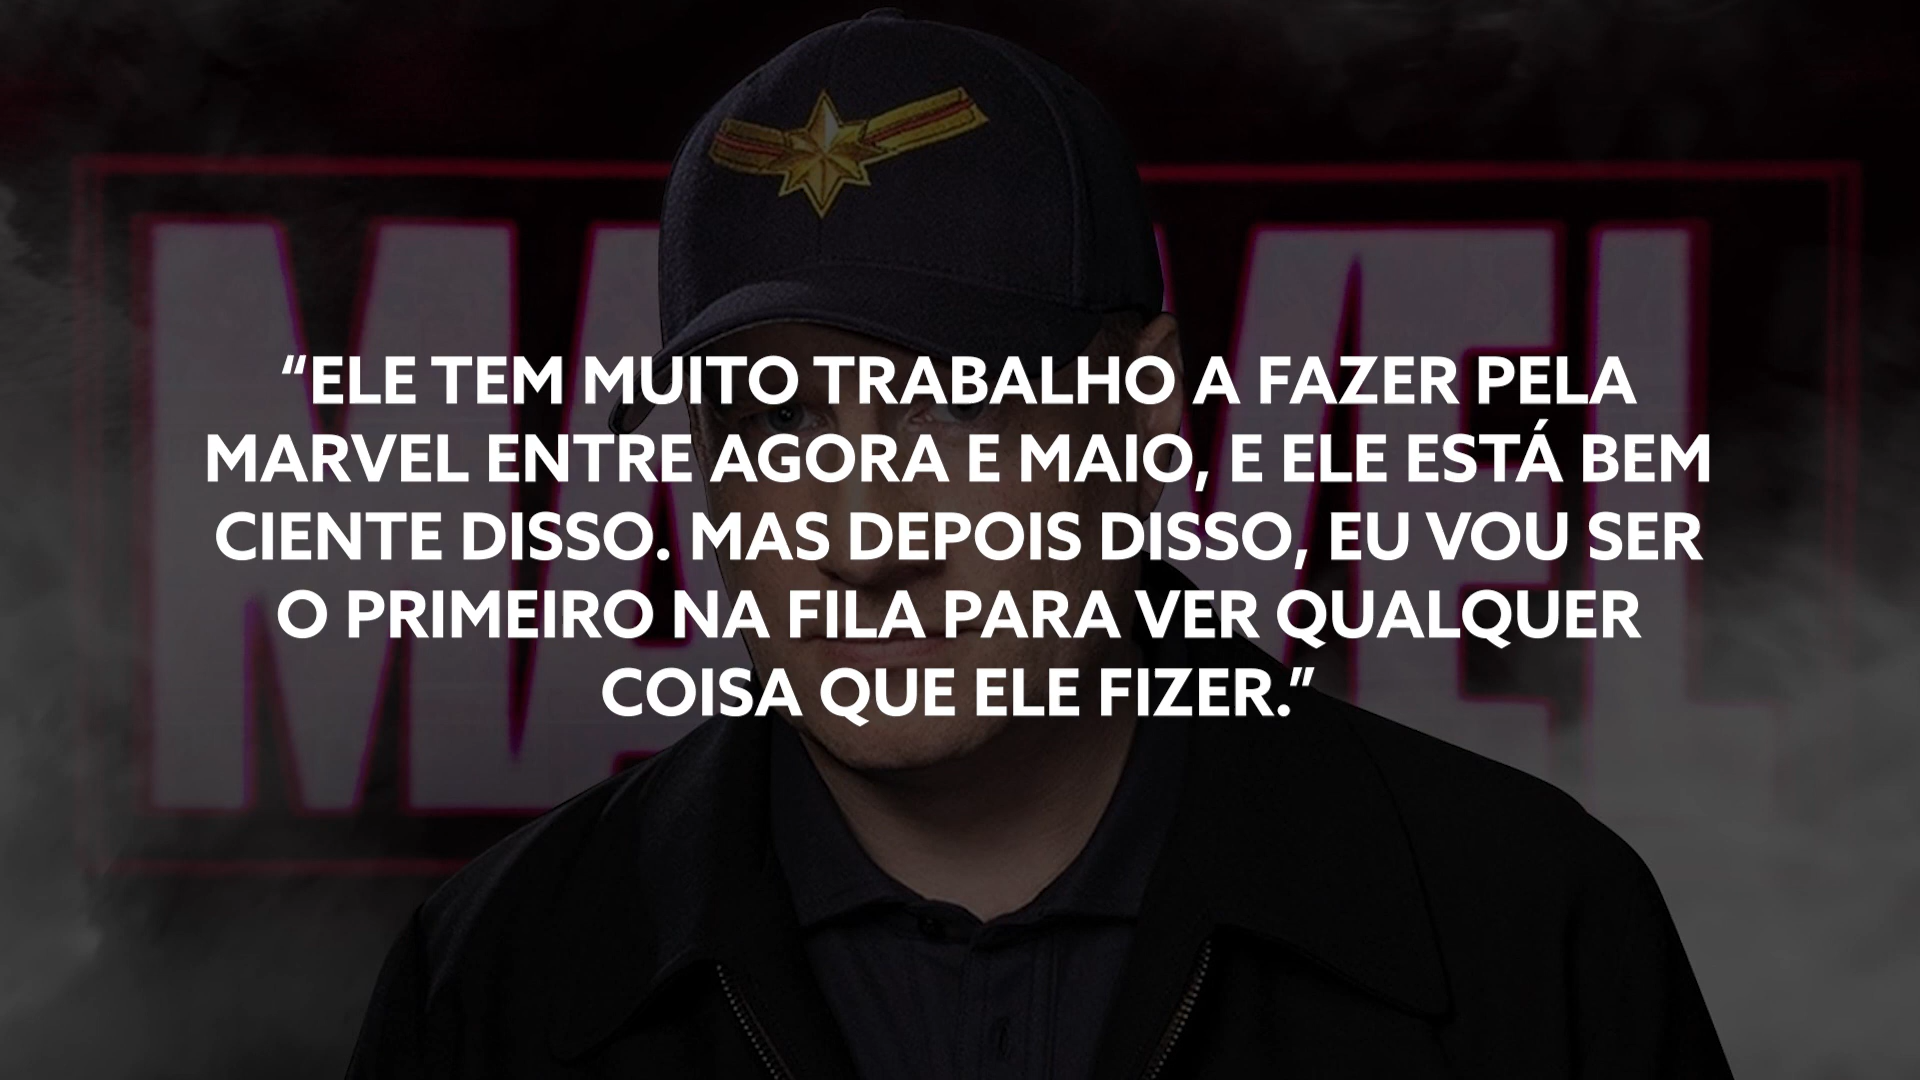 “ELE TEM MUITO TRABALHO A FAZER PELA
MARVEL ENTRE AGORA E MAIO, E ELE ESTÁ BEM
CIENTE DISSO. MAS DEPOIS DISSO, EU VOU SER
O PRIMEIRO NA FILA PARA VER QUALQUER
COISA QUE ELE FIZER.”
MARVEL